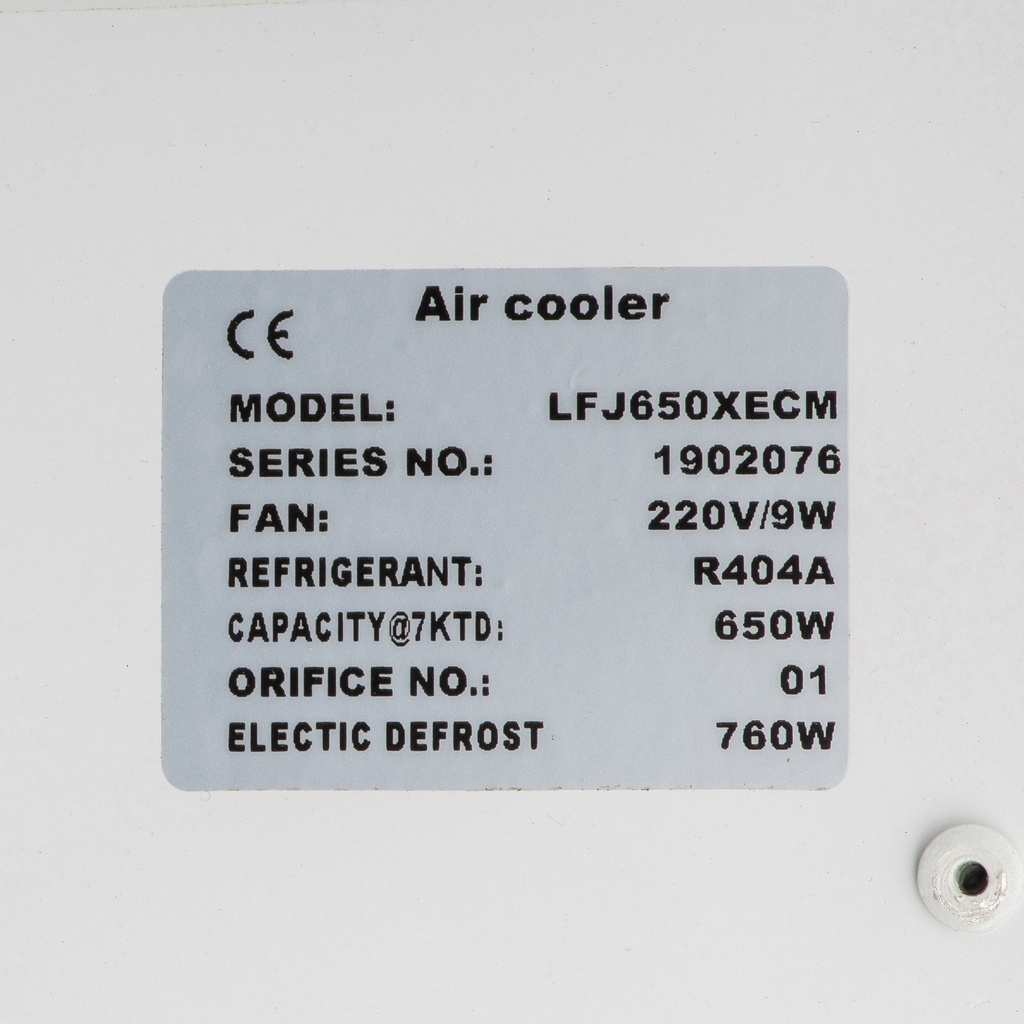 Air cooler
CE
MODEL: LFJ650XECM
SERIES NO.: 1902076
FAN: 220V/9W
REFRIGERANT: R404A
CAPACITY@7KTD: 650W
ORIFICE NO.: 01
ELECTIC DEFROST 760W